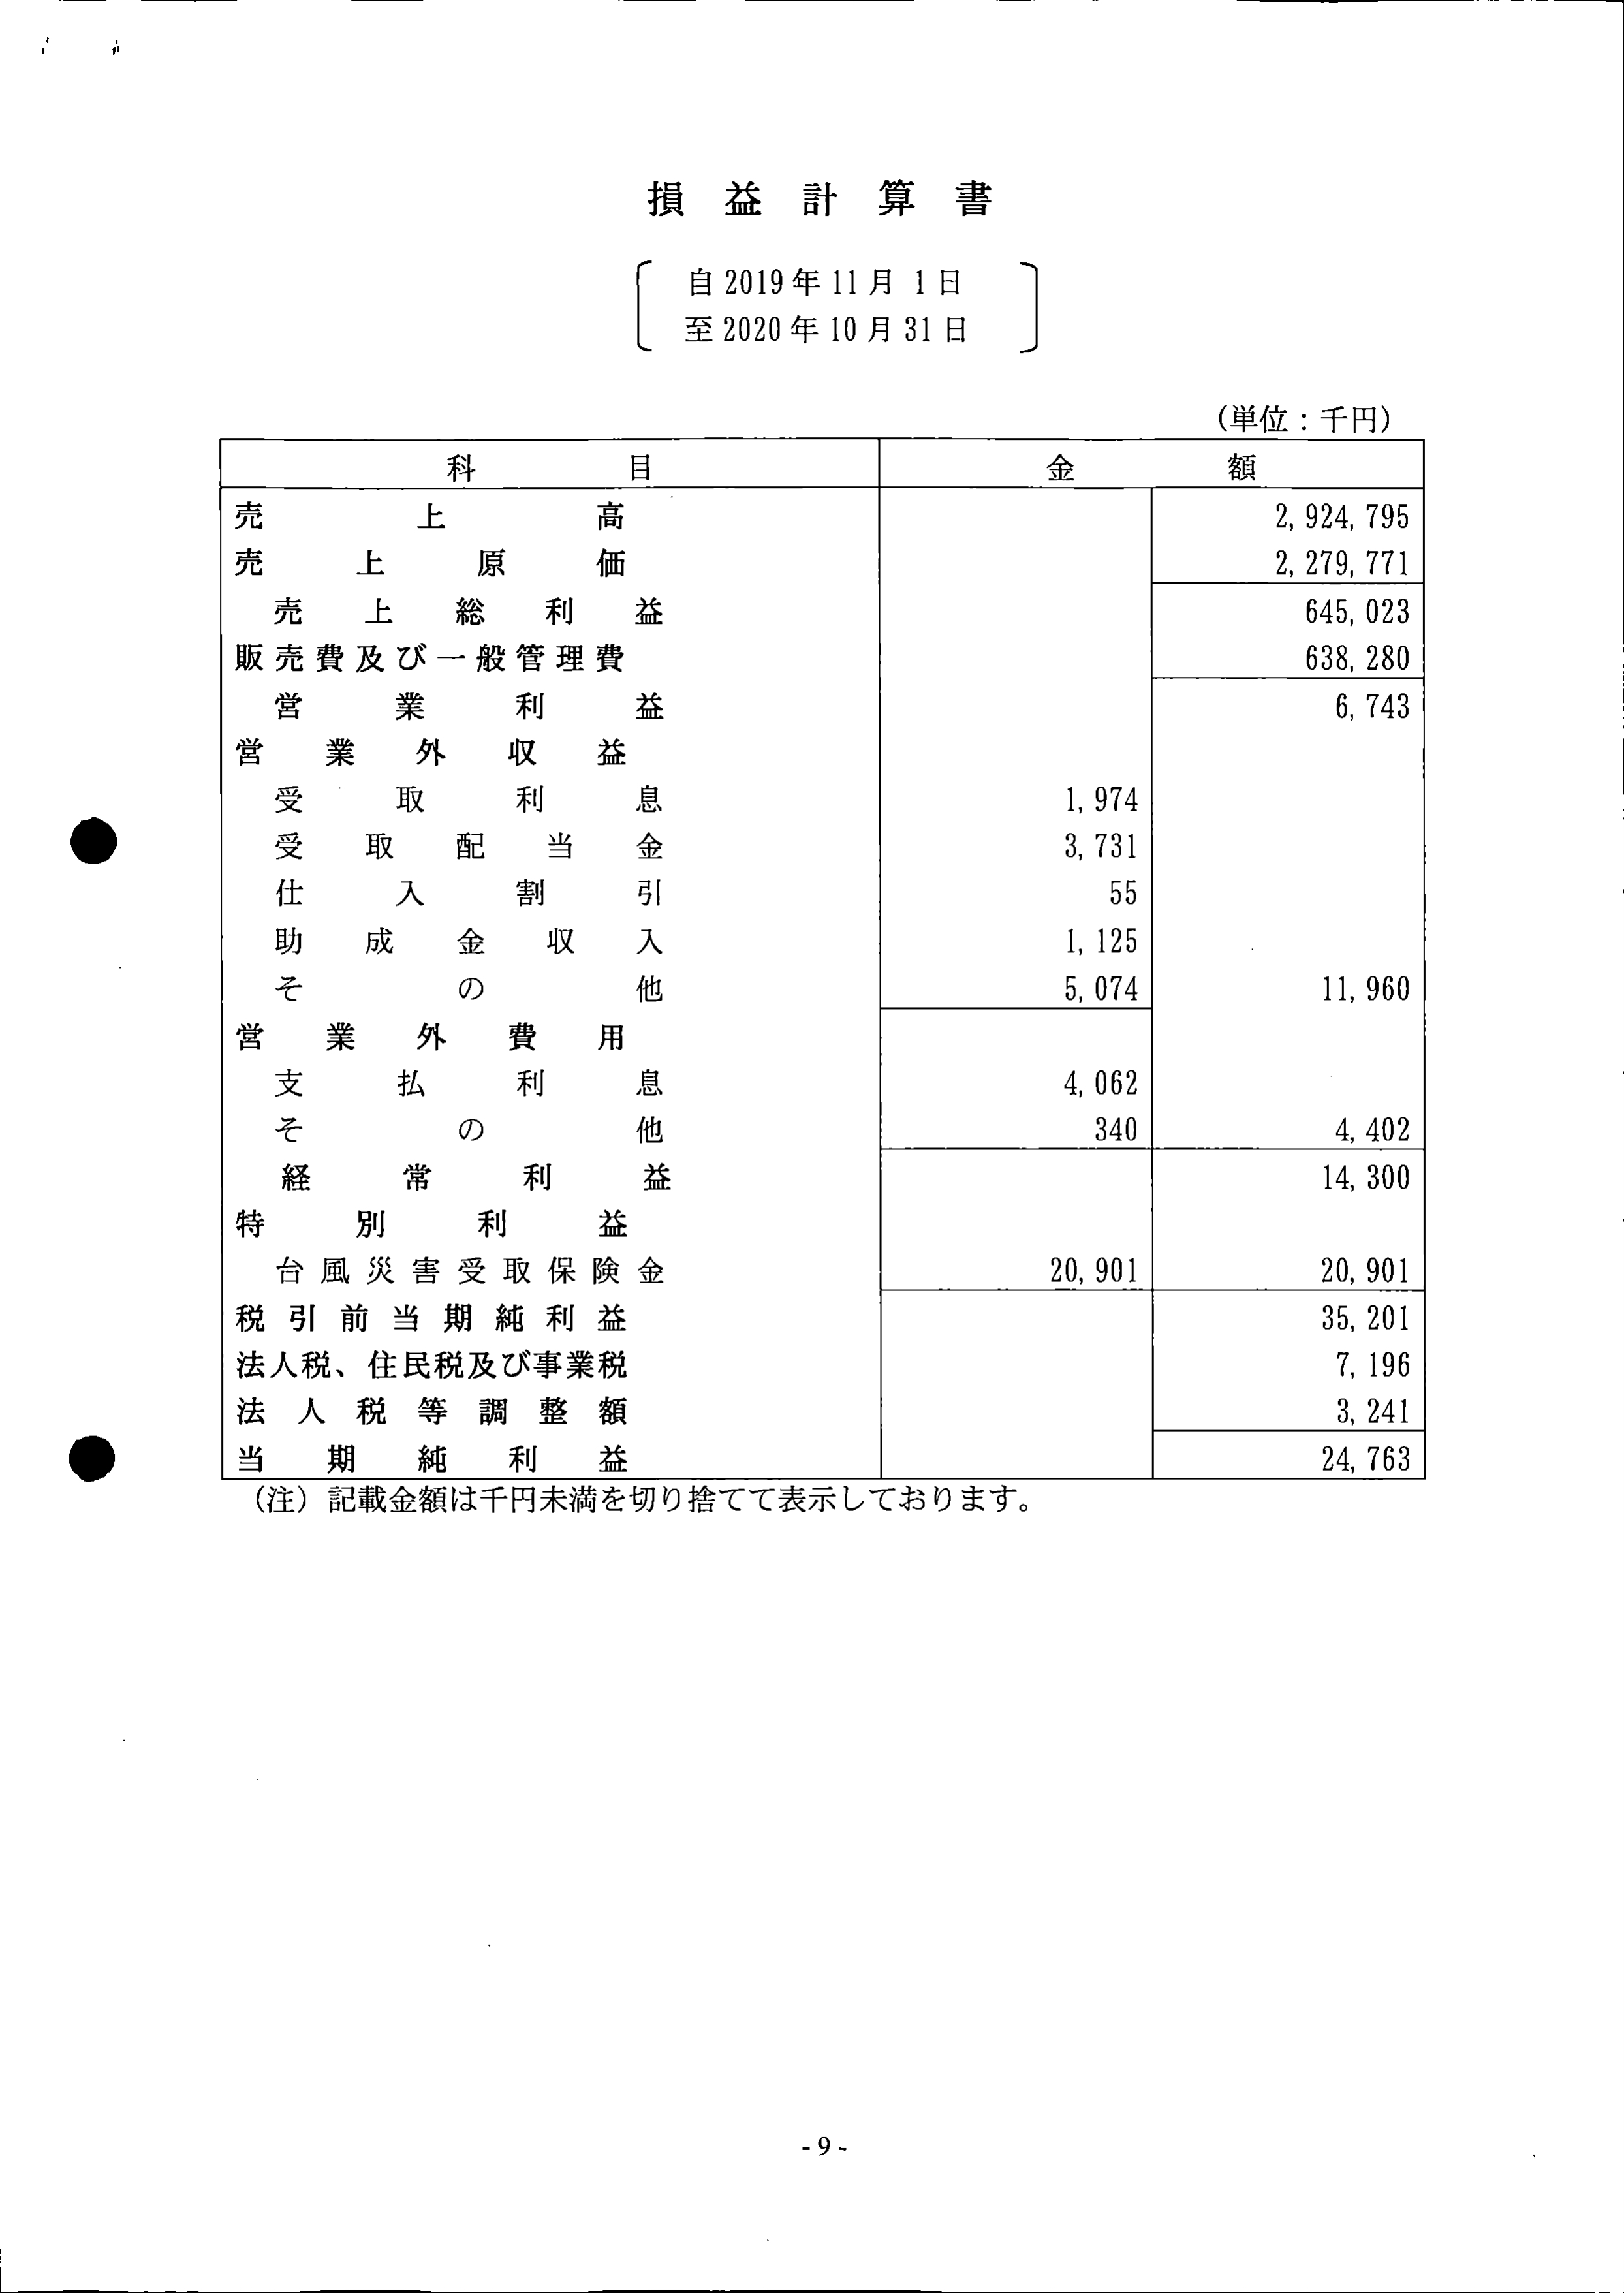 損益計算書
自2019年11月 1日
至2020年10月31日
(単位:千円)
科目 金額
売上高 2,924,795
売上原価 2,279,771
売上総利益 645,023
販売費及び一般管理費 638,280
営業利益 6,743
営業外収益
受取利息 1,974
受取配当金 3,731
仕入割引 55
助成金収入 1,125
その他 5,074 11,960
営業外費用
支払利息 4,062
その他 340 4,402
経常利益 14,300
特別利益
台風災害受取保険金 20,901 20,901
税引前当期純利益 35,201
法人税、住民税及び事業税 7,196
法人税等調整額 3,241
当期純利益 24,763
(注) 記載金額は千円未満を切り捨てて表示しております。
- 9 -